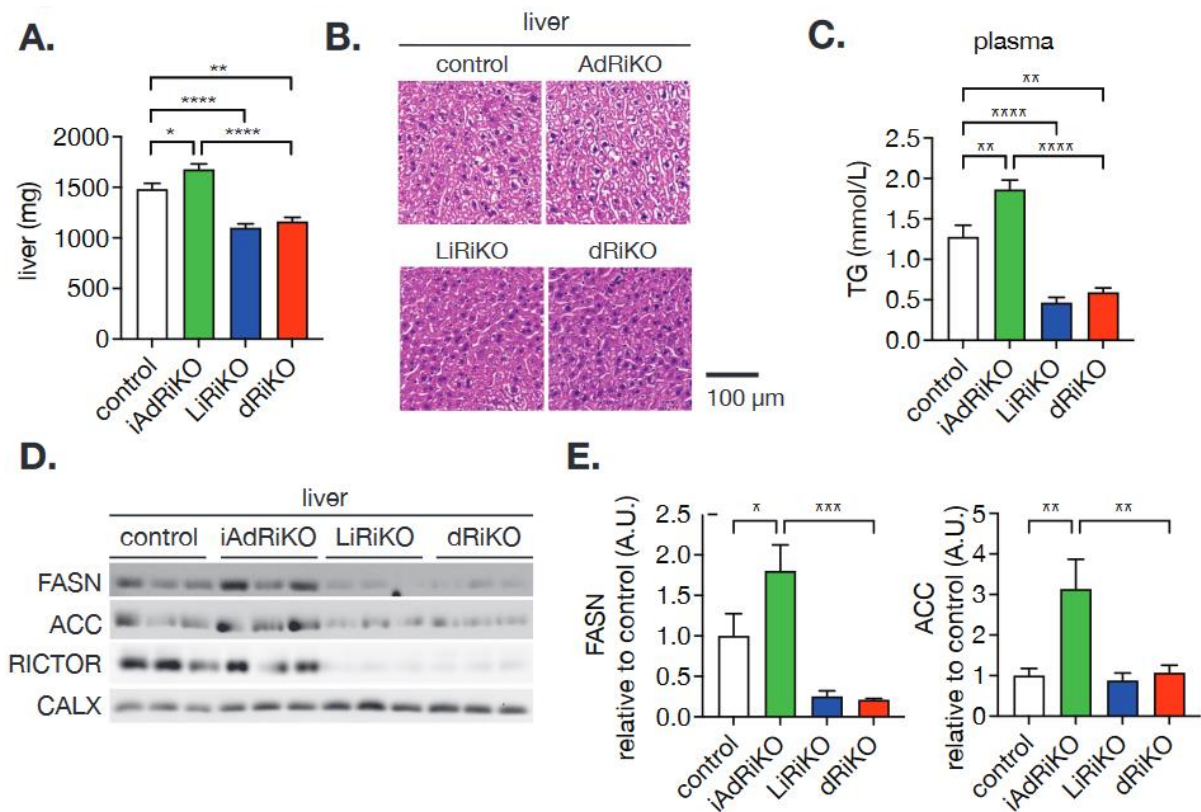 A.
**
****
*
****
liver (mg)
2000
1500
1000
500
0
control
iAdRiKO
LiRiKO
dRiKO
B.
liver
control
AdRiKO
LiRiKO
dRiKO
100 µm
C.
plasma
**
****
**
****
TG (mmol/L)
2.5
2.0
1.5
1.0
0.5
0.0
control
iAdRiKO
LiRiKO
dRiKO
D.
liver
control iAdRiKO LiRiKO dRiKO
FASN
ACC
RICTOR
CALX
E.
*
***
FASN
relative to control (A.U.)
2.5
2.0
1.5
1.0
0.5
0.0
control
iAdRiKO
LiRiKO
dRiKO
**
**
ACC
relative to control (A.U.)
5
4
3
2
1
0
control
iAdRiKO
LiRiKO
dRiKO